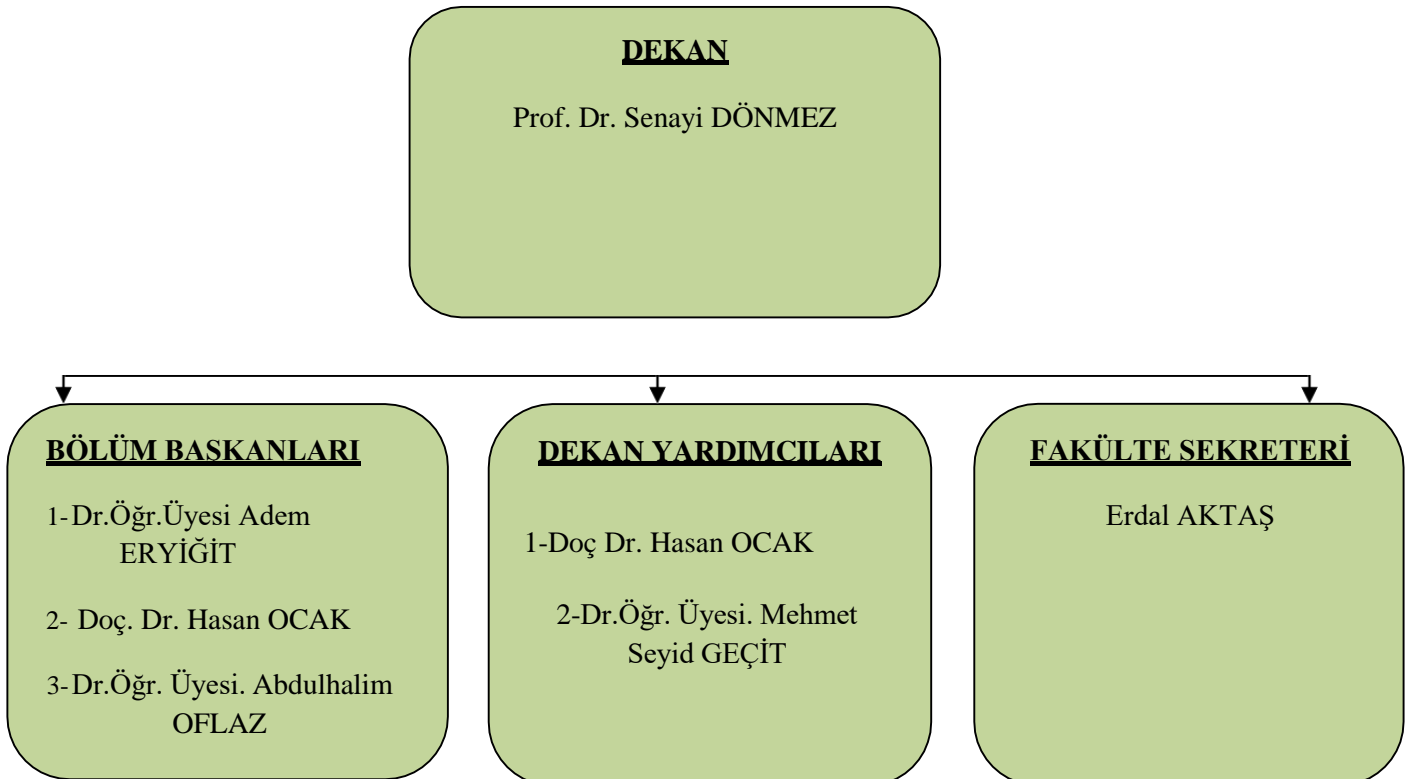 DEKAN
Prof. Dr. Senayi DÖNMEZ
BÖLÜM BASKANLARI
1-Dr.Öğr.Üyesi Adem
ERYİĞİT
2- Doç. Dr. Hasan OCAK
3-Dr.Öğr. Üyesi. Abdulhalim
OFLAZ
DEKAN YARDIMCILARI
1-Doç Dr. Hasan OCAK
2-Dr.Öğr. Üyesi. Mehmet
Seyid GEÇİT
FAKÜLTE SEKRETERİ
Erdal AKTAŞ